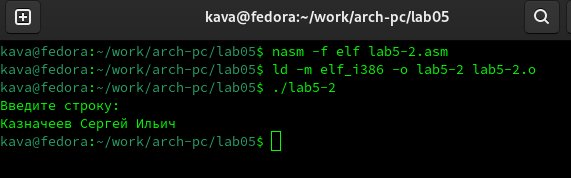 kava@fedora:~/work/arch-pc/lab05
kava@fedora:~/work/arch-pc/lab05$ nasm -f elf lab5-2.asm
kava@fedora:~/work/arch-pc/lab05$ ld -m elf_i386 -o lab5-2 lab5-2.o
kava@fedora:~/work/arch-pc/lab05$ ./lab5-2
Введите строку:
Казначеев Сергей Ильич
kava@fedora:~/work/arch-pc/lab05$